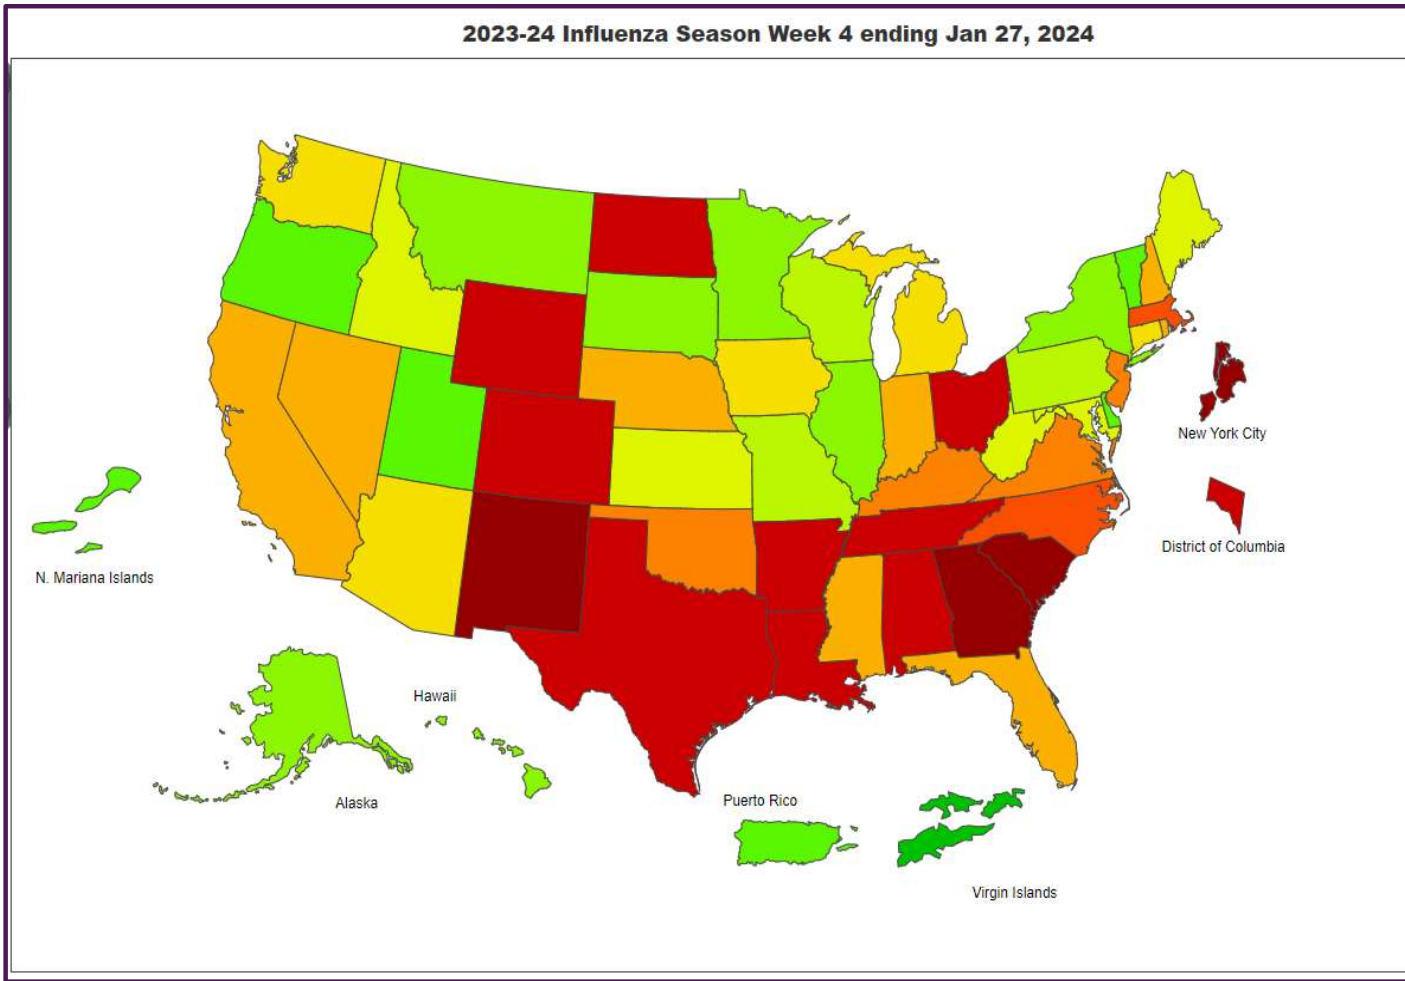 2023-24 Influenza Season Week 4 ending Jan 27, 2024
New York City
District of Columbia
N. Mariana Islands
Hawaii
Alaska
Puerto Rico
Virgin Islands